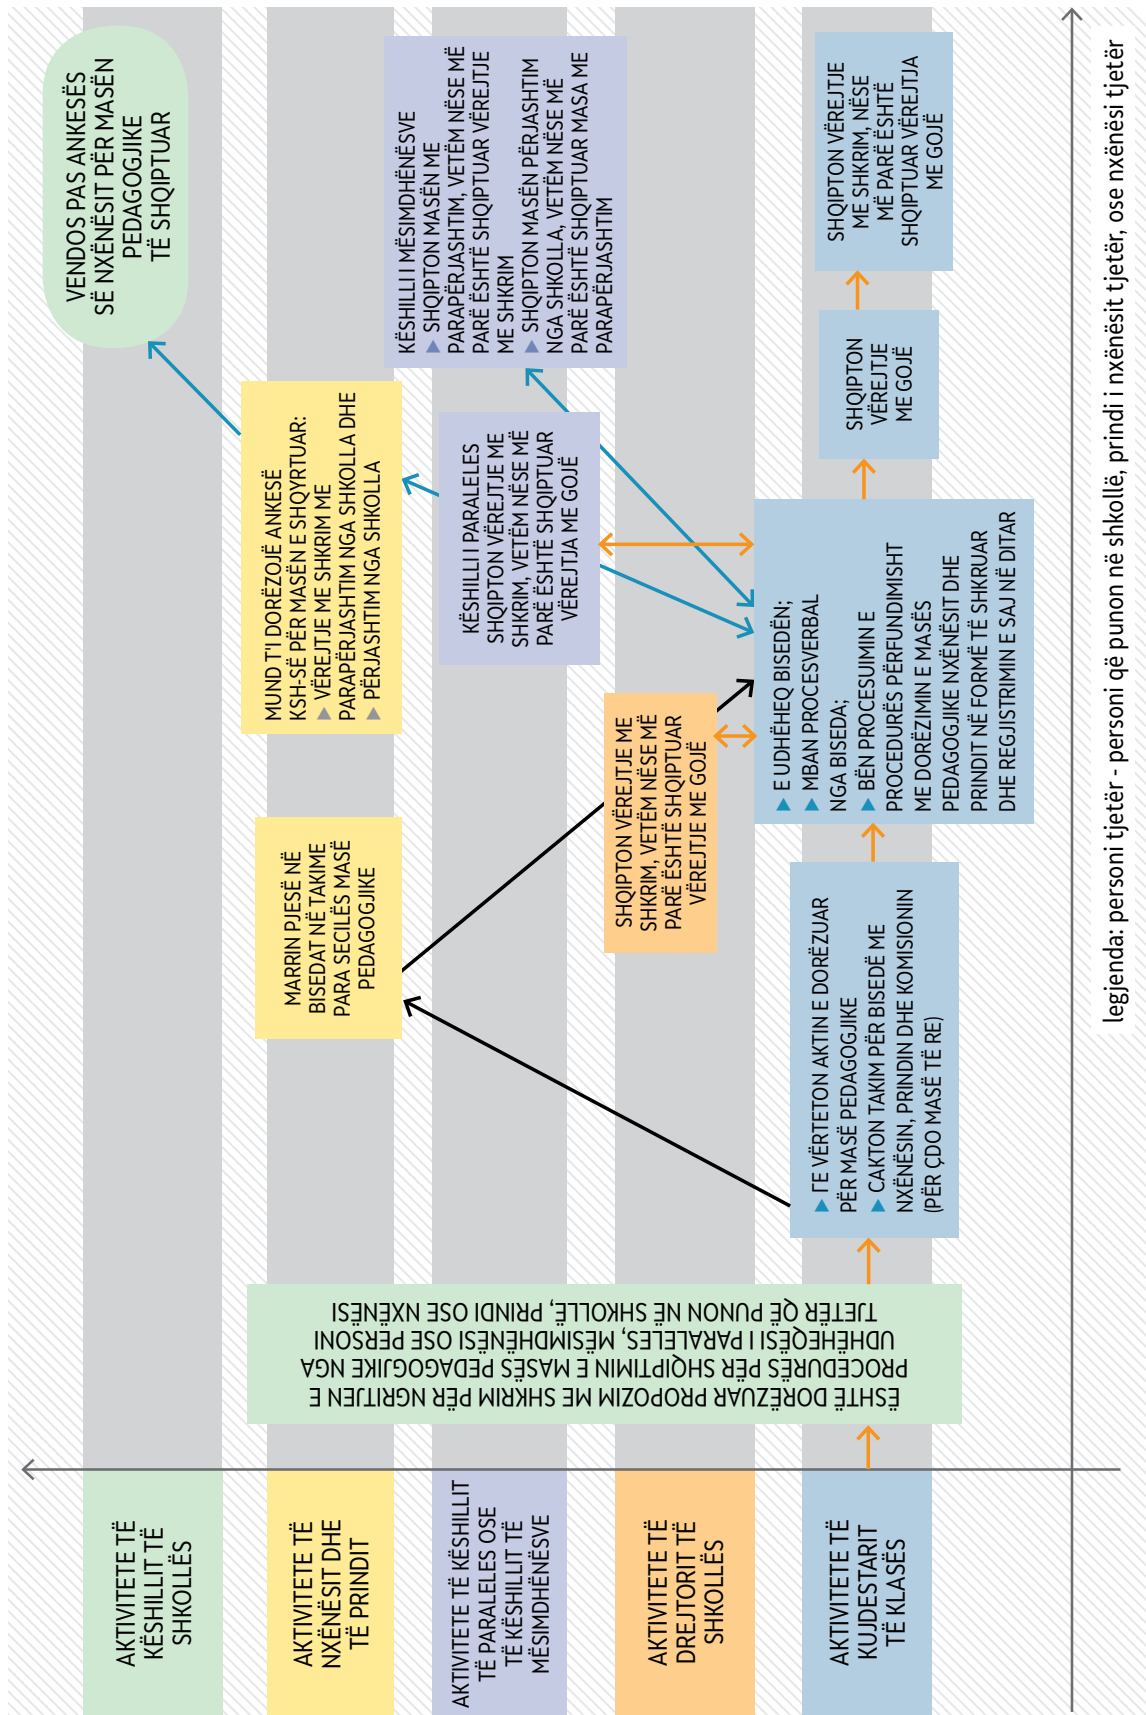 AKTIVITETE TË
KËSHILLIT TË
SHKOLLËS
AKTIVITETE TË
NXËNËSIT DHE
TË PRINDIT
AKTIVITETE TË KËSHILLIT
TË PARALELES OSE
TË KËSHILLIT TË
MËSIMDHËNËSVE
AKTIVITETE TË
DREJTORIT TË
SHKOLLËS
AKTIVITETE TË
KUJDESTARIT
TË KLASËS
ËSHTË DORËZUAR PROPOZIM ME SHKRIM PËR NGRITJEN E
PROCEDURËS PËR SHQIPTIMIN E MASËS PEDAGOGJIKE NGA
UDHËHEQËSI I PARALELES, MËSIMDHËNËSI OSE PERSONI
TJETËR QË PUNON NË SHKOLLË, PRINDI OSE NXËNËSI
▶ ГE VËRTETON AKTIN E DORËZUAR
PËR MASË PEDAGOGJIKE
▶ CAKTON TAKIM PËR BISEDË ME
NXËNËSIN, PRINDIN DHE KOMISIONIN
(PËR ÇDO MASË TË RE)
MARRIN PJESË NË
BISEDAT NË TAKIME
PARA SECILËS MASË
PEDAGOGJIKE
SHQIPTON VËREJTJE ME
SHKRIM, VETËM NËSE MË
PARË ËSHTË SHQIPTUAR
VËREJTJE ME GOJË
▶ E UDHËHEQ BISEDËN;
▶ MBAN PROCESVERBAL
NGA BISEDA;
▶ BËN PROCESUIMIN E
PROCEDURËS PËRFUNDIMISHT
ME DORËZIMIN E MASËS
PEDAGOGJIKE NXËNËSIT DHE
PRINDIT NË FORMË TË SHKRUAR
DHE REGJISTRIMIN E SAJ NË DITAR
MUND T'I DORËZOJË ANKESË
KSH-SË PËR MASËN E SHQYRTUAR:
▶ VËREJTJE ME SHKRIM ME
PARAPËRJASHTIM NGA SHKOLLA DHE
▶ PËRJASHTIM NGA SHKOLLA
KËSHILLI I PARALELES
SHQIPTON VËREJTJE ME
SHKRIM, VETËM NËSE MË
PARË ËSHTË SHQIPTUAR
VËREJTJA ME GOJË
VENDOS PAS ANKESËS
SË NXËNËSIT PËR MASËN
PEDAGOGJIKE
TË SHQIPTUAR
KËSHILLI I MËSIMDHËNËSVE
▶ SHQIPTON MASËN ME
PARAPËRJASHTIM, VETËM NËSE MË
PARË ËSHTË SHQIPTUAR VËREJTJE
ME SHKRIM
▶ SHQIPTON MASËN PËRJASHTIM
NGA SHKOLLA, VETËM NËSE MË
PARË ËSHTË SHQIPTUAR MASA ME
PARAPËRJASHTIM
SHQIPTON
VËREJTJE
ME GOJË
SHQIPTON VËREJTJE
ME SHKRIM, NËSE
MË PARË ËSHTË
SHQIPTUAR VËREJTJA
ME GOJË
legjenda: personi tjetër - personi që punon në shkollë, prindi i nxënësit tjetër, ose nxënësi tjetër